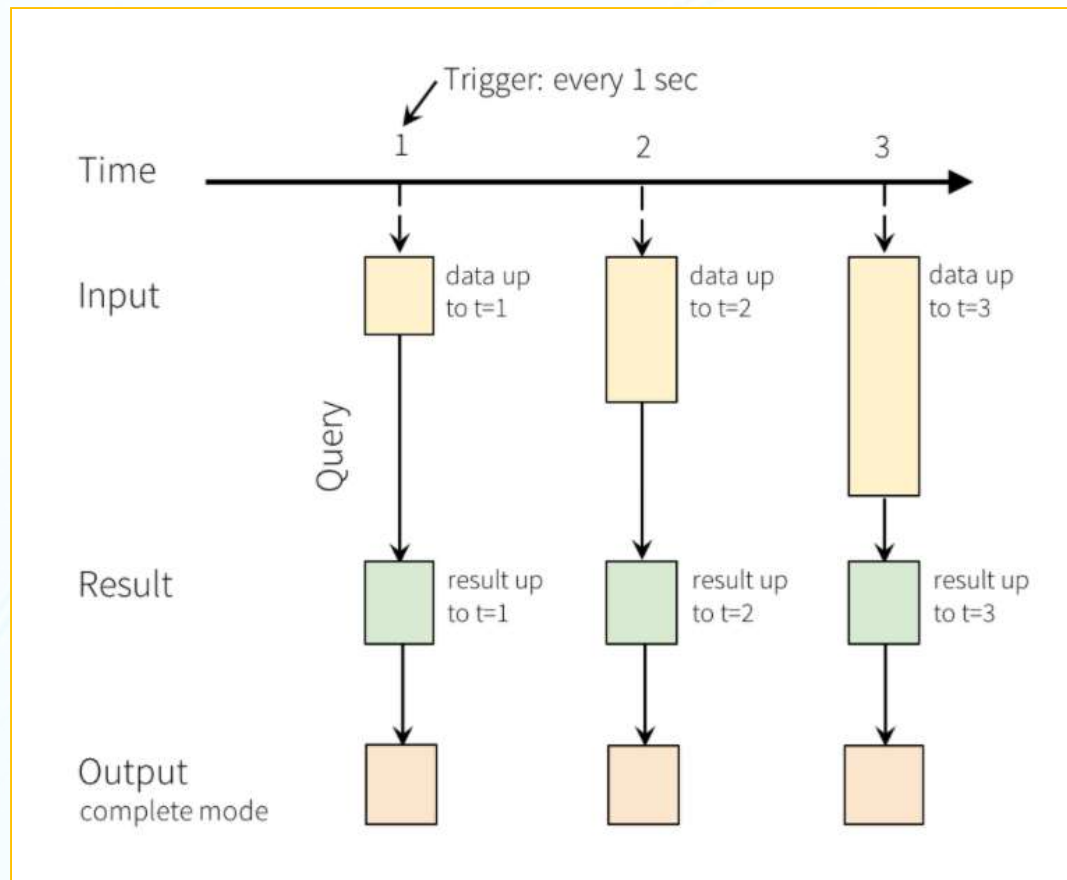 Trigger: every 1 sec
1
2
3
Time
Input
data up
to t=1
data up
to t=2
data up
to t=3
Query
Result
result up
to t=1
result up
to t=2
result up
to t=3
Output
complete mode